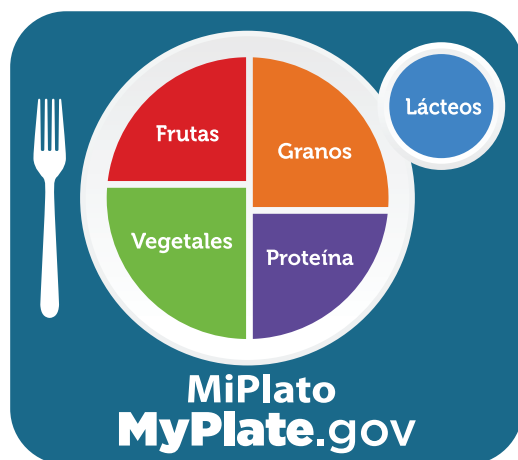 Frutas
Granos
Lácteos
Vegetales
Proteína
MiPlato
MyPlate.gov